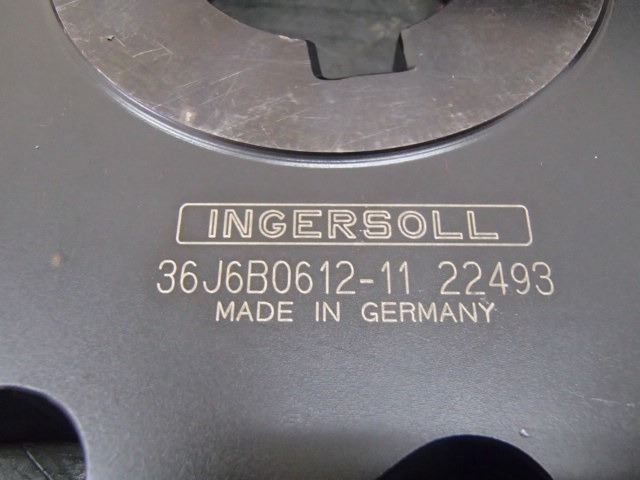 INGERSOLL
36J6B0612-11 22493
MADE IN GERMANY